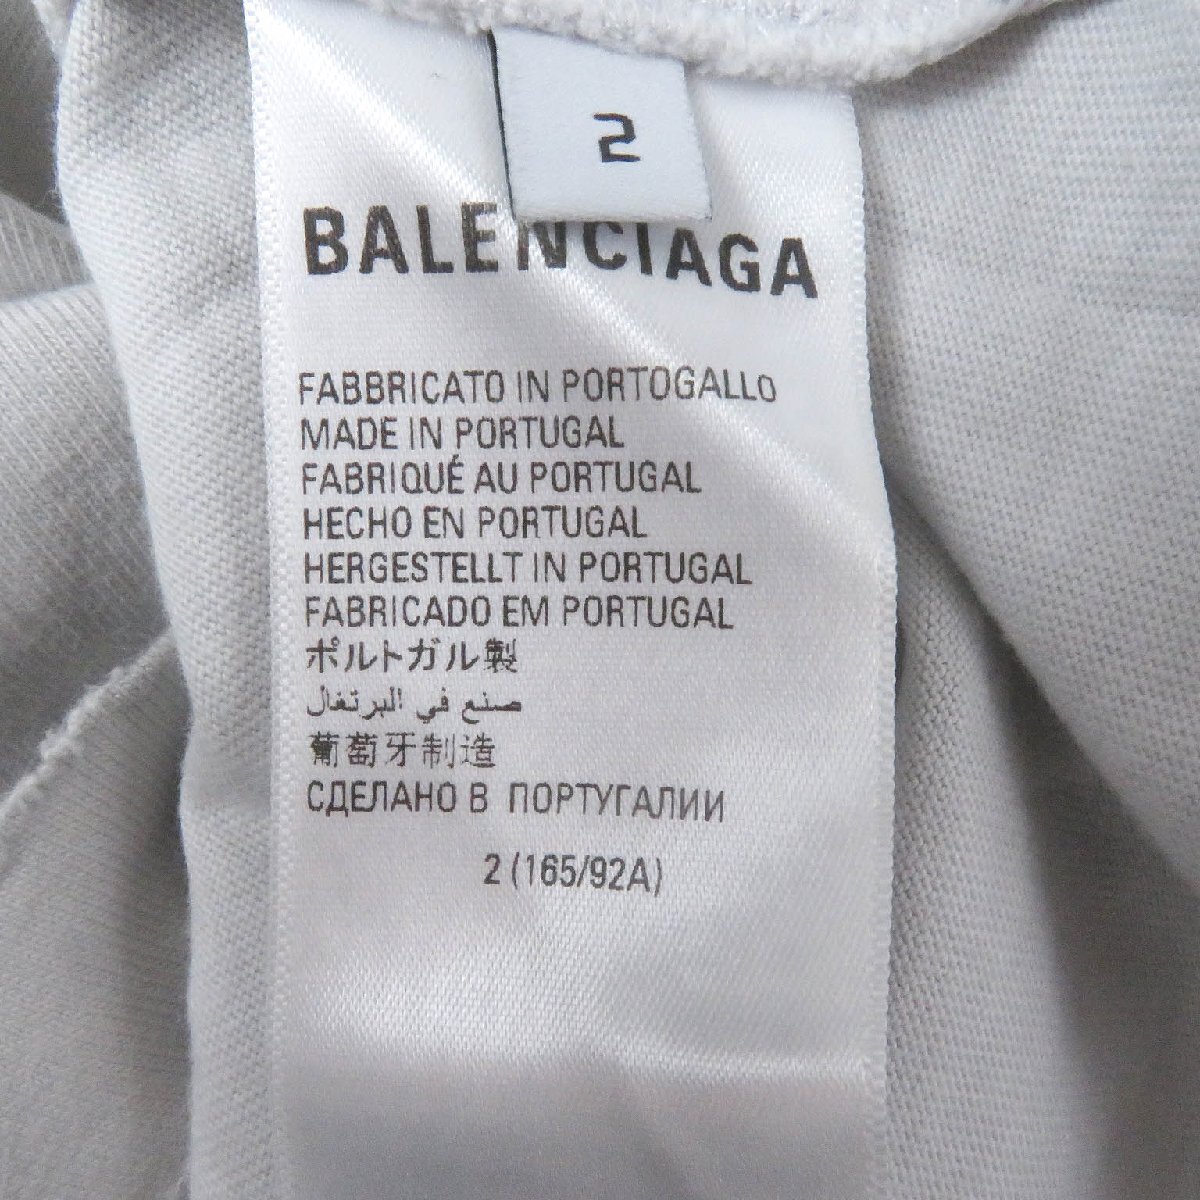 2
BALENCIAGA
FABBRICATO IN PORTOGALLO
MADE IN PORTUGAL
FABRIQUÉ AU PORTUGAL
HECHO EN PORTUGAL
HERGESTELLT IN PORTUGAL
FABRICADO EM PORTUGAL
ポルトガル製
صنع في البرتغال
葡萄牙制造
СДЕЛАНО В ПОРТУГАЛИИ
2 (165/92A)